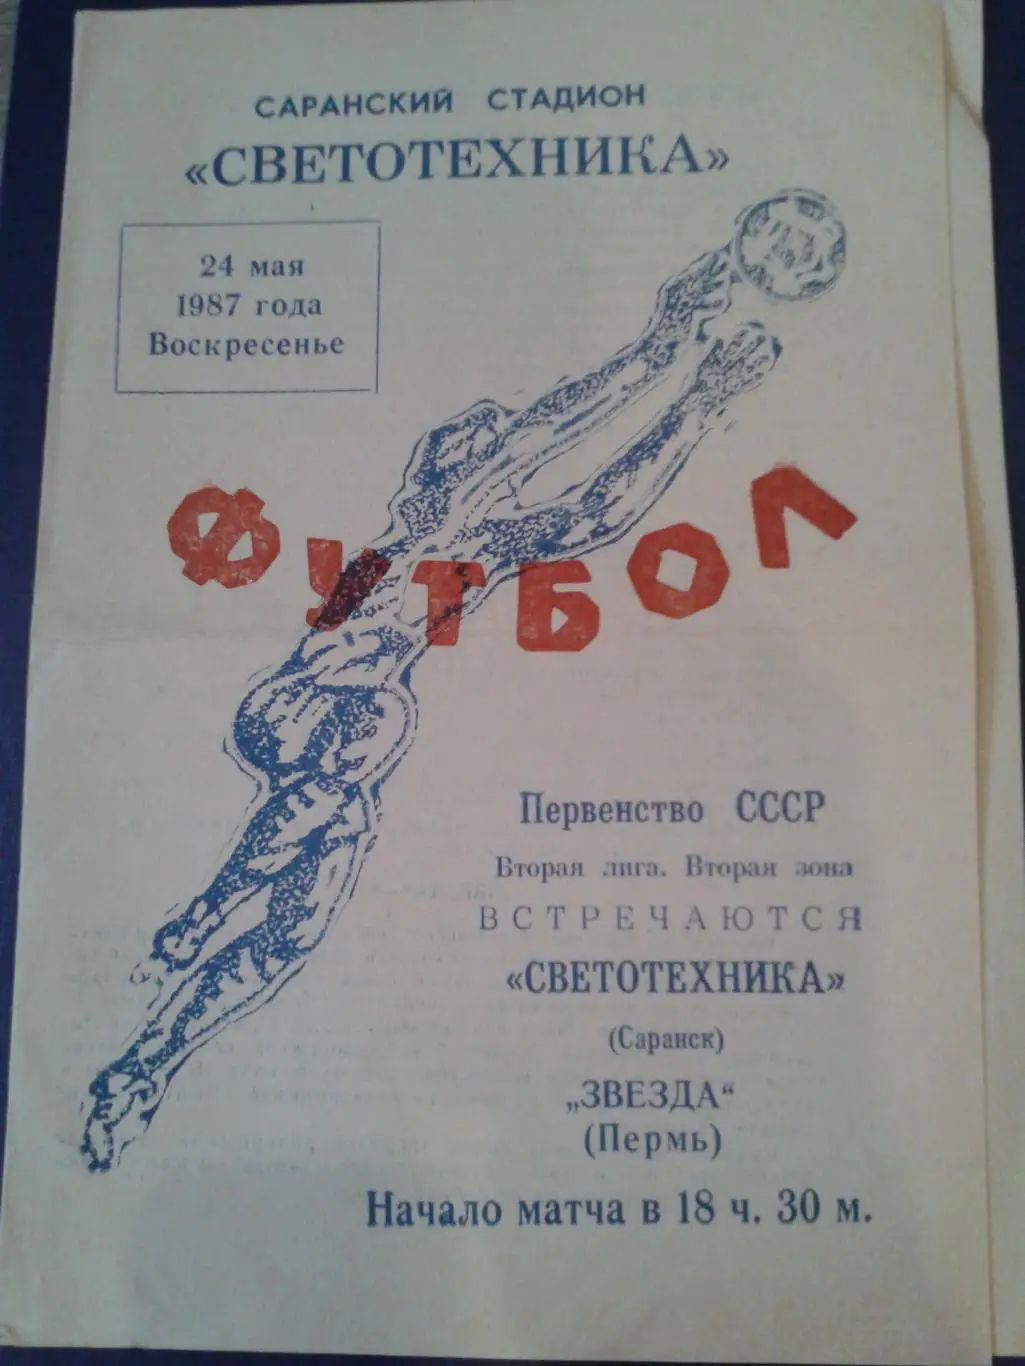 САРАНСКИЙ СТАДИОН
«СВЕТОТЕХНИКА»
24 мая
1987 года
Воскресенье
ФУТБОЛ
Первенство СССР
Вторая лига. Вторая зона
ВСТРЕЧАЮТСЯ
«СВЕТОТЕХНИКА»
(Саранск)
„ЗВЕЗДА“
(Пермь)
Начало матча в 18 ч. 30 м.